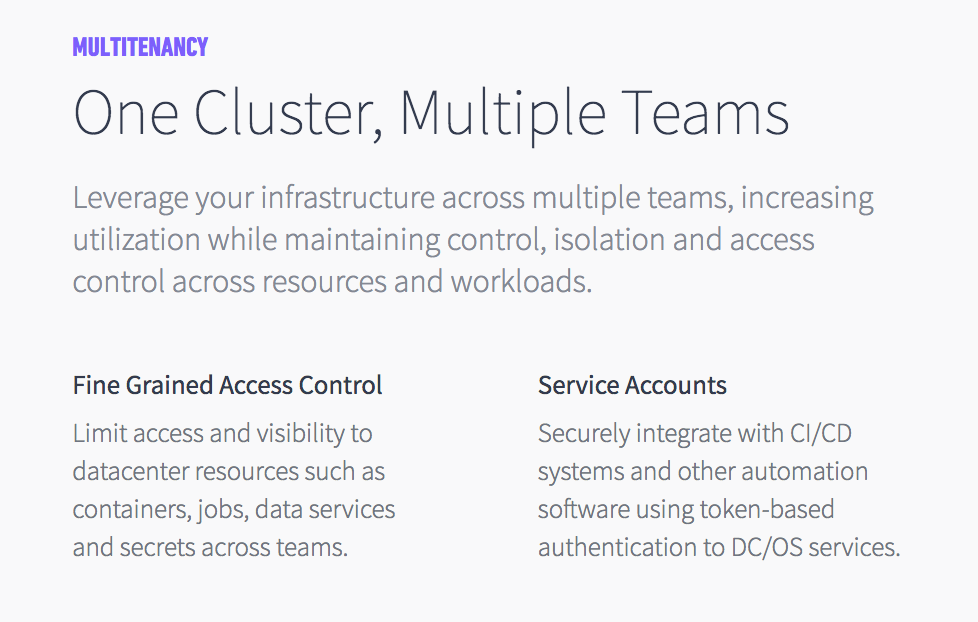 MULTITENANCY
One Cluster, Multiple Teams
Leverage your infrastructure across multiple teams, increasing
utilization while maintaining control, isolation and access
control across resources and workloads.
Fine Grained Access Control
Limit access and visibility to
datacenter resources such as
containers, jobs, data services
and secrets across teams.
Service Accounts
Securely integrate with CI/CD
systems and other automation
software using token-based
authentication to DC/OS services.